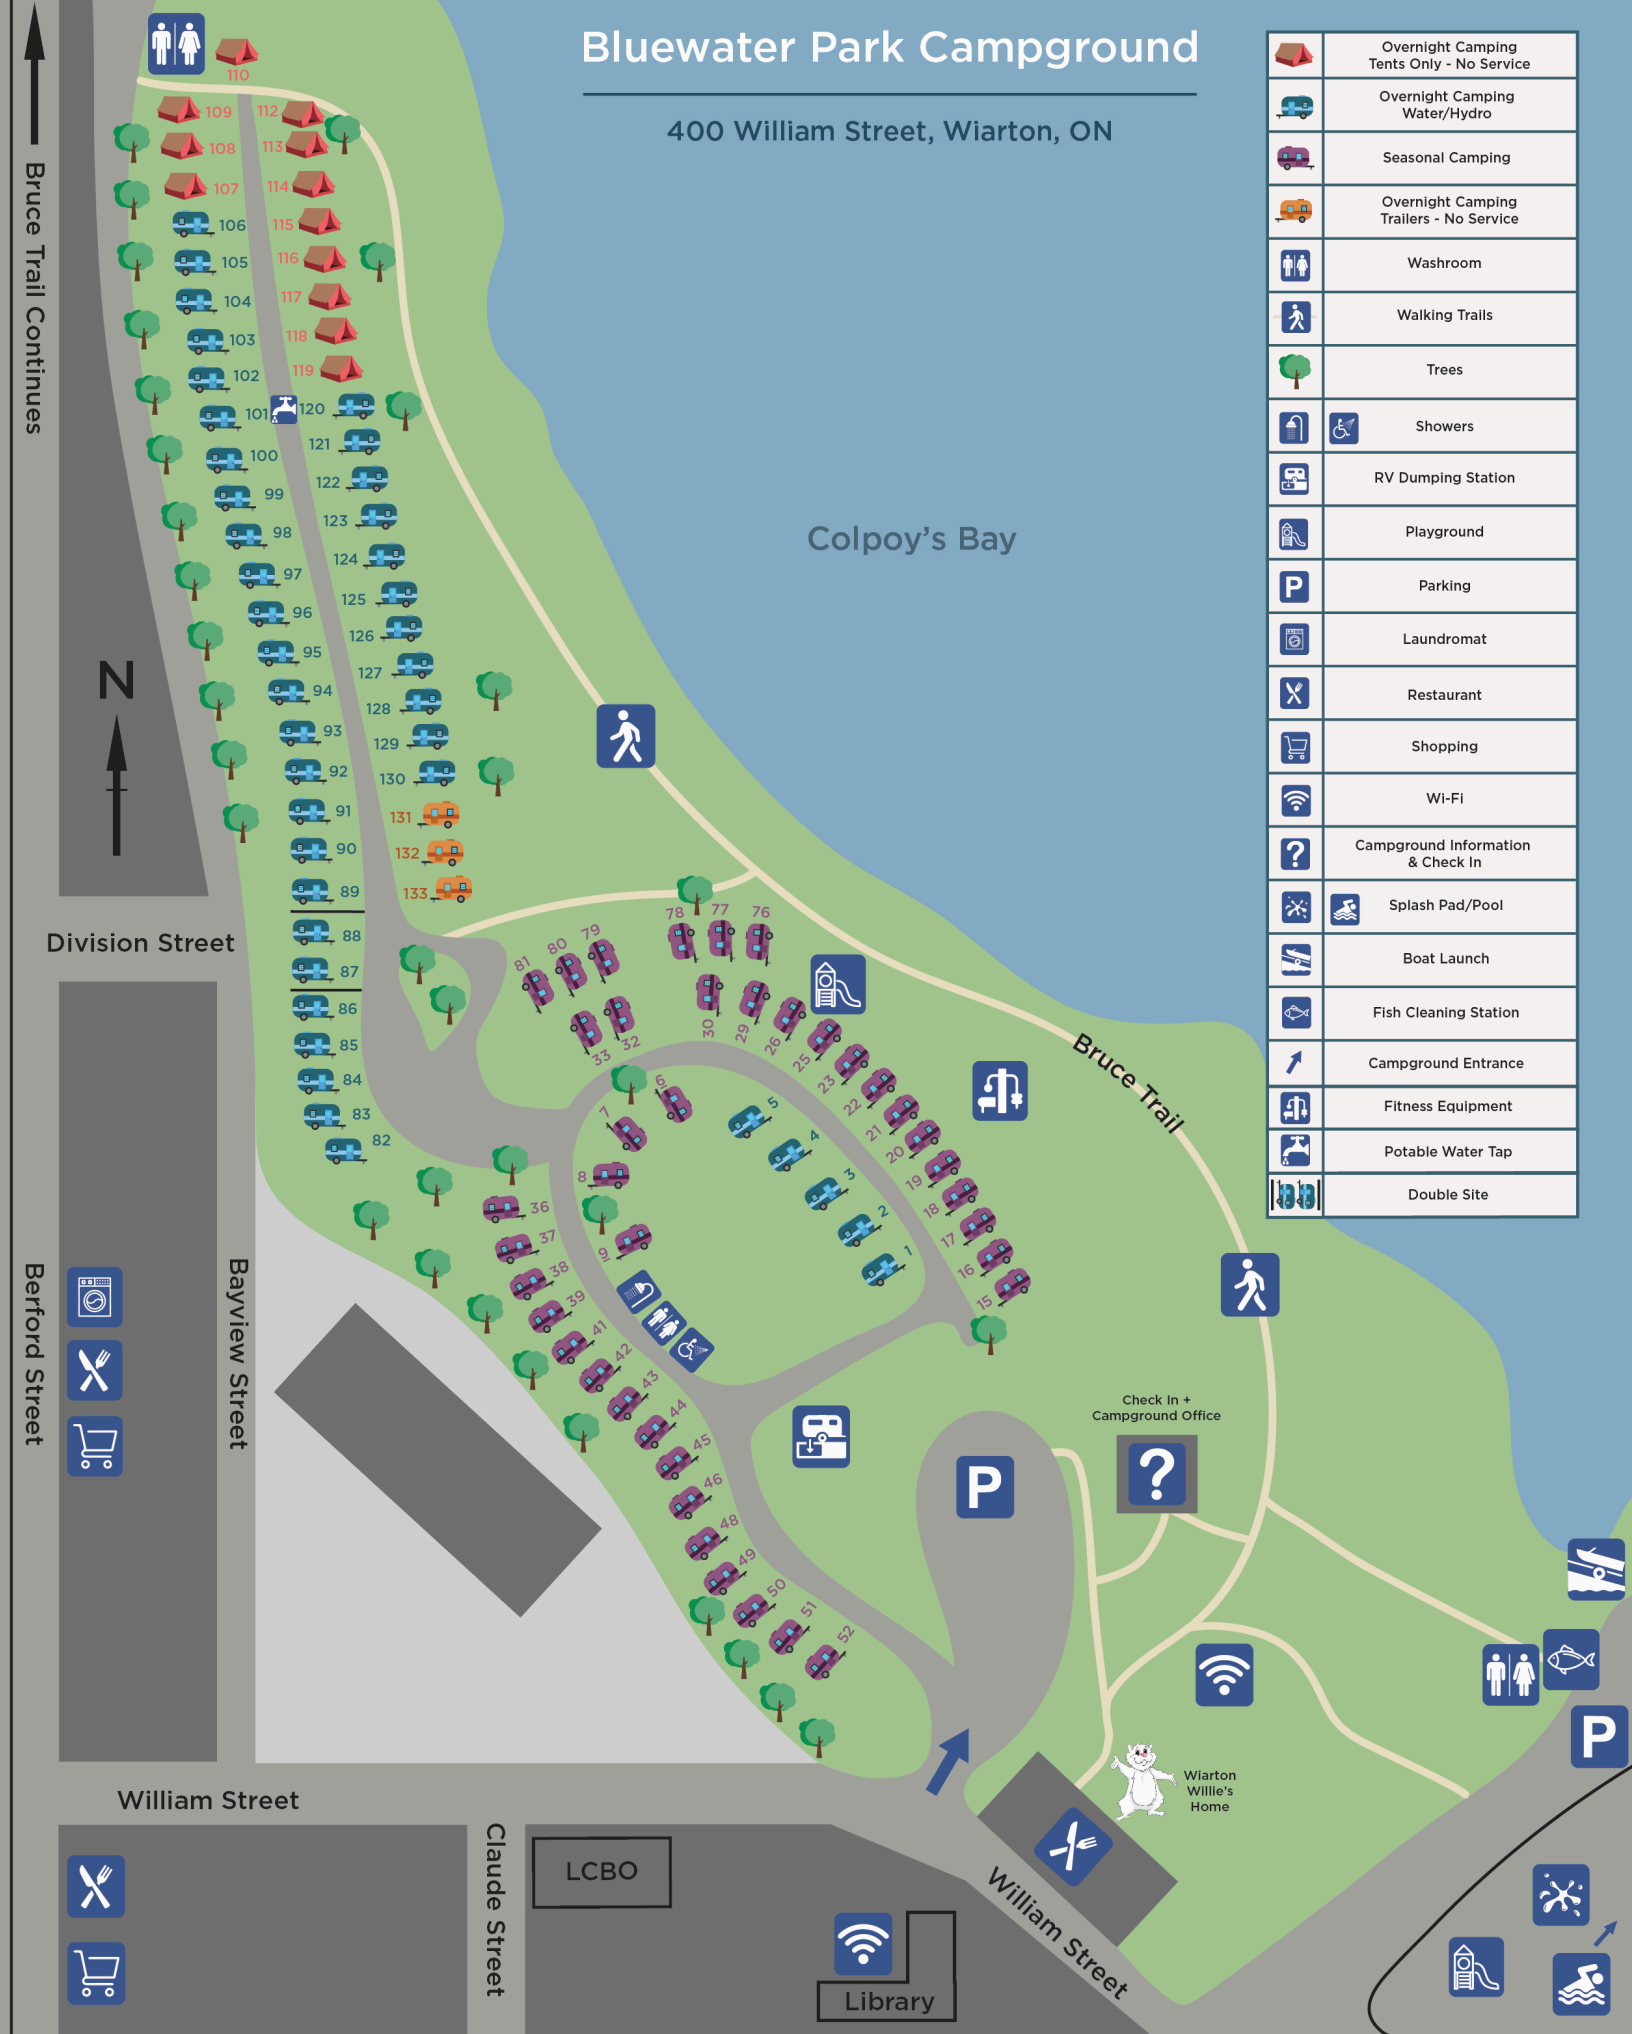 Bluewater Park Campground
400 William Street, Wiarton, ON
Colpoy's Bay
Bruce Trail Continues
N
110
109
112
108
113
107
114
106
115
105
116
104
117
103
118
102
119
101
120
100
121
99
122
98
123
97
124
96
125
95
126
94
127
93
128
92
129
91
130
90
131
89
132
133
88
87
86
85
84
83
82
Division Street
78
77
76
79
80
81
33
32
30
29
26
25
23
22
21
20
19
18
17
16
15
6
7
8
9
5
4
3
2
1
36
37
38
39
41
42
43
44
45
46
48
49
50
51
52
Bruce Trail
Berford Street
Bayview Street
Check In +
Campground Office
?
P
P
Wiarton
Willie's
Home
William Street
Claude Street
LCBO
Library
William Street
Overnight Camping
Tents Only - No Service
Overnight Camping
Water/Hydro
Seasonal Camping
Overnight Camping
Trailers - No Service
Washroom
Walking Trails
Trees
Showers
RV Dumping Station
Playground
P
Parking
Laundromat
Restaurant
Shopping
Wi-Fi
?
Campground Information
& Check In
Splash Pad/Pool
Boat Launch
Fish Cleaning Station
Campground Entrance
Fitness Equipment
Potable Water Tap
Double Site